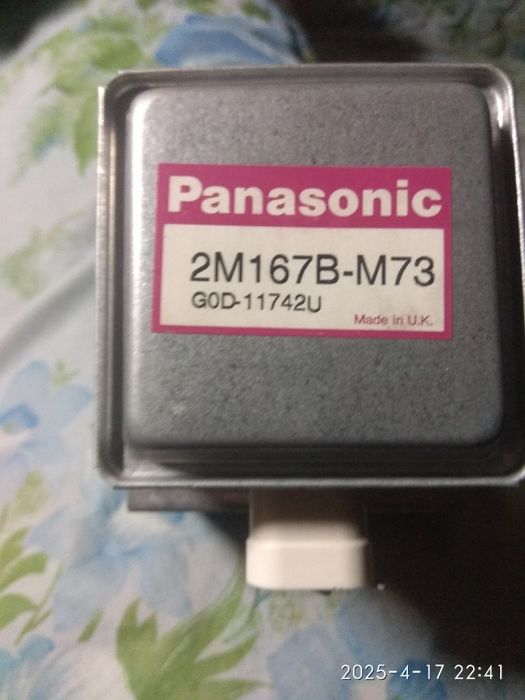 Panasonic
2M167B-M73
G0D-11742U
Made in U.K.
2025-4-17 22:41